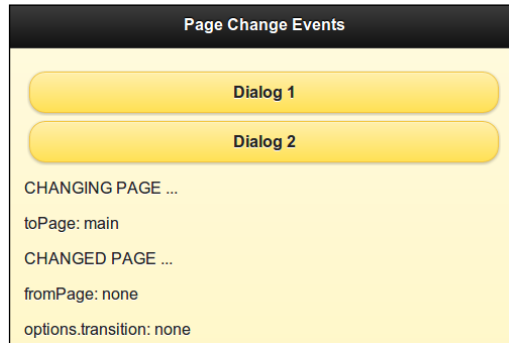 Page Change Events
Dialog 1
Dialog 2
CHANGING PAGE ...
toPage: main
CHANGED PAGE ...
fromPage: none
options.transition: none